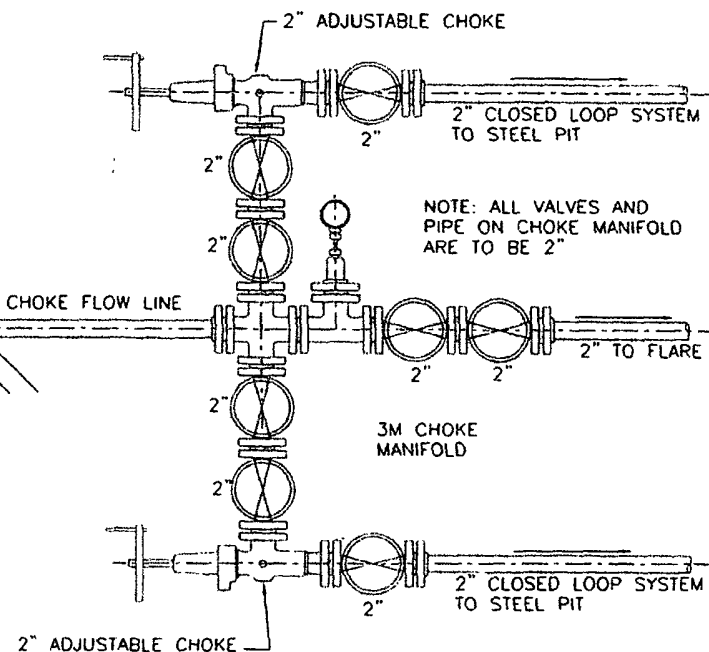 2" ADJUSTABLE CHOKE
2"
2" CLOSED LOOP SYSTEM
TO STEEL PIT
2"
NOTE: ALL VALVES AND
PIPE ON CHOKE MANIFOLD
ARE TO BE 2"
2"
CHOKE FLOW LINE
2" TO FLARE
2"
2"
2"
3M CHOKE
MANIFOLD
2"
2" CLOSED LOOP SYSTEM
TO STEEL PIT
2"
2" ADJUSTABLE CHOKE